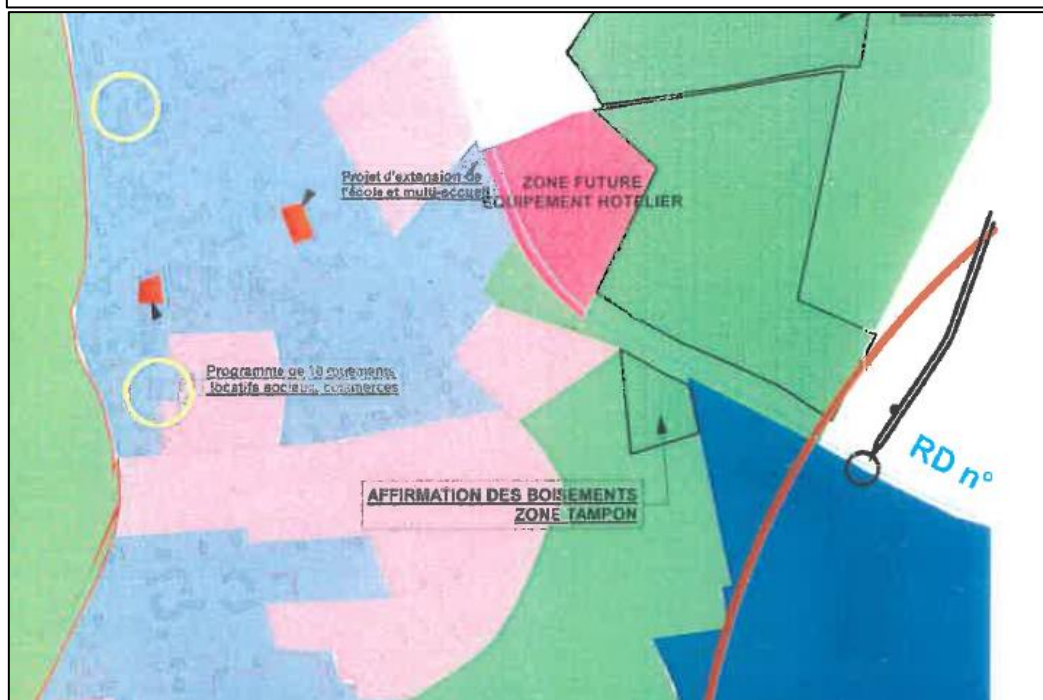 Projet d'extension de
l'école et multi-accueil
ZONE FUTURE
EQUIPEMENT HOTELIER
Programme de 10 logements
locatifs sociaux, commerces
AFFIRMATION DES BOISEMENTS
ZONE TAMPON
RD n°